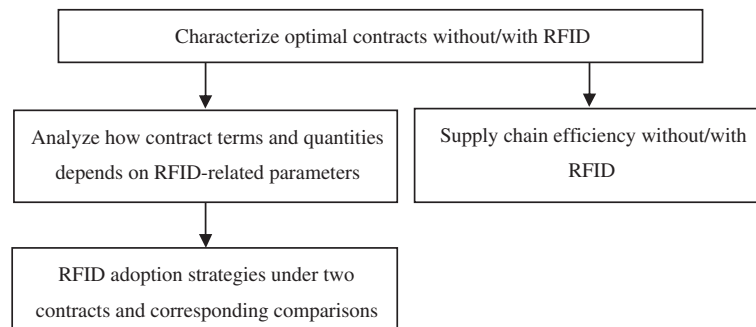 Characterize optimal contracts without/with RFID
Analyze how contract terms and quantities
depends on RFID-related parameters
Supply chain efficiency without/with
RFID
RFID adoption strategies under two
contracts and corresponding comparisons